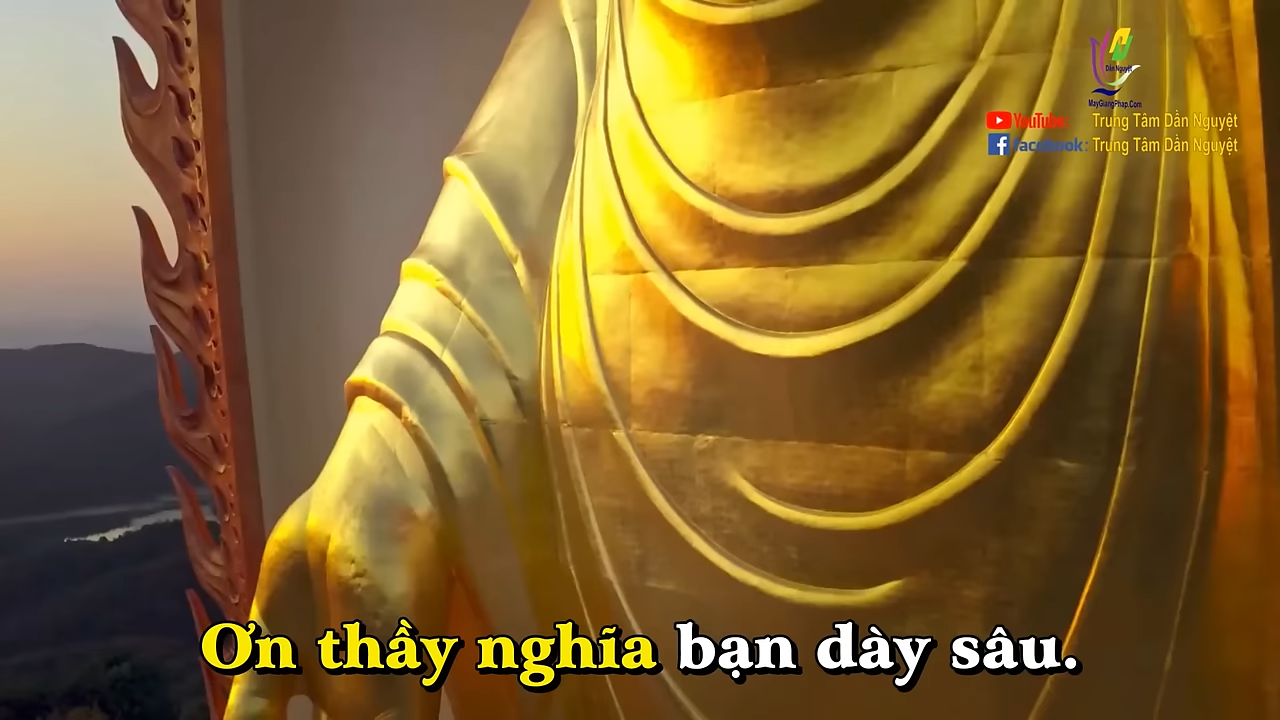 Dần Nguyệt
MayGiangPhap.Com
YouTube: Trung Tâm Dần Nguyệt
facebook: Trung Tâm Dần Nguyệt
Ơn thầy nghĩa bạn dày sâu.